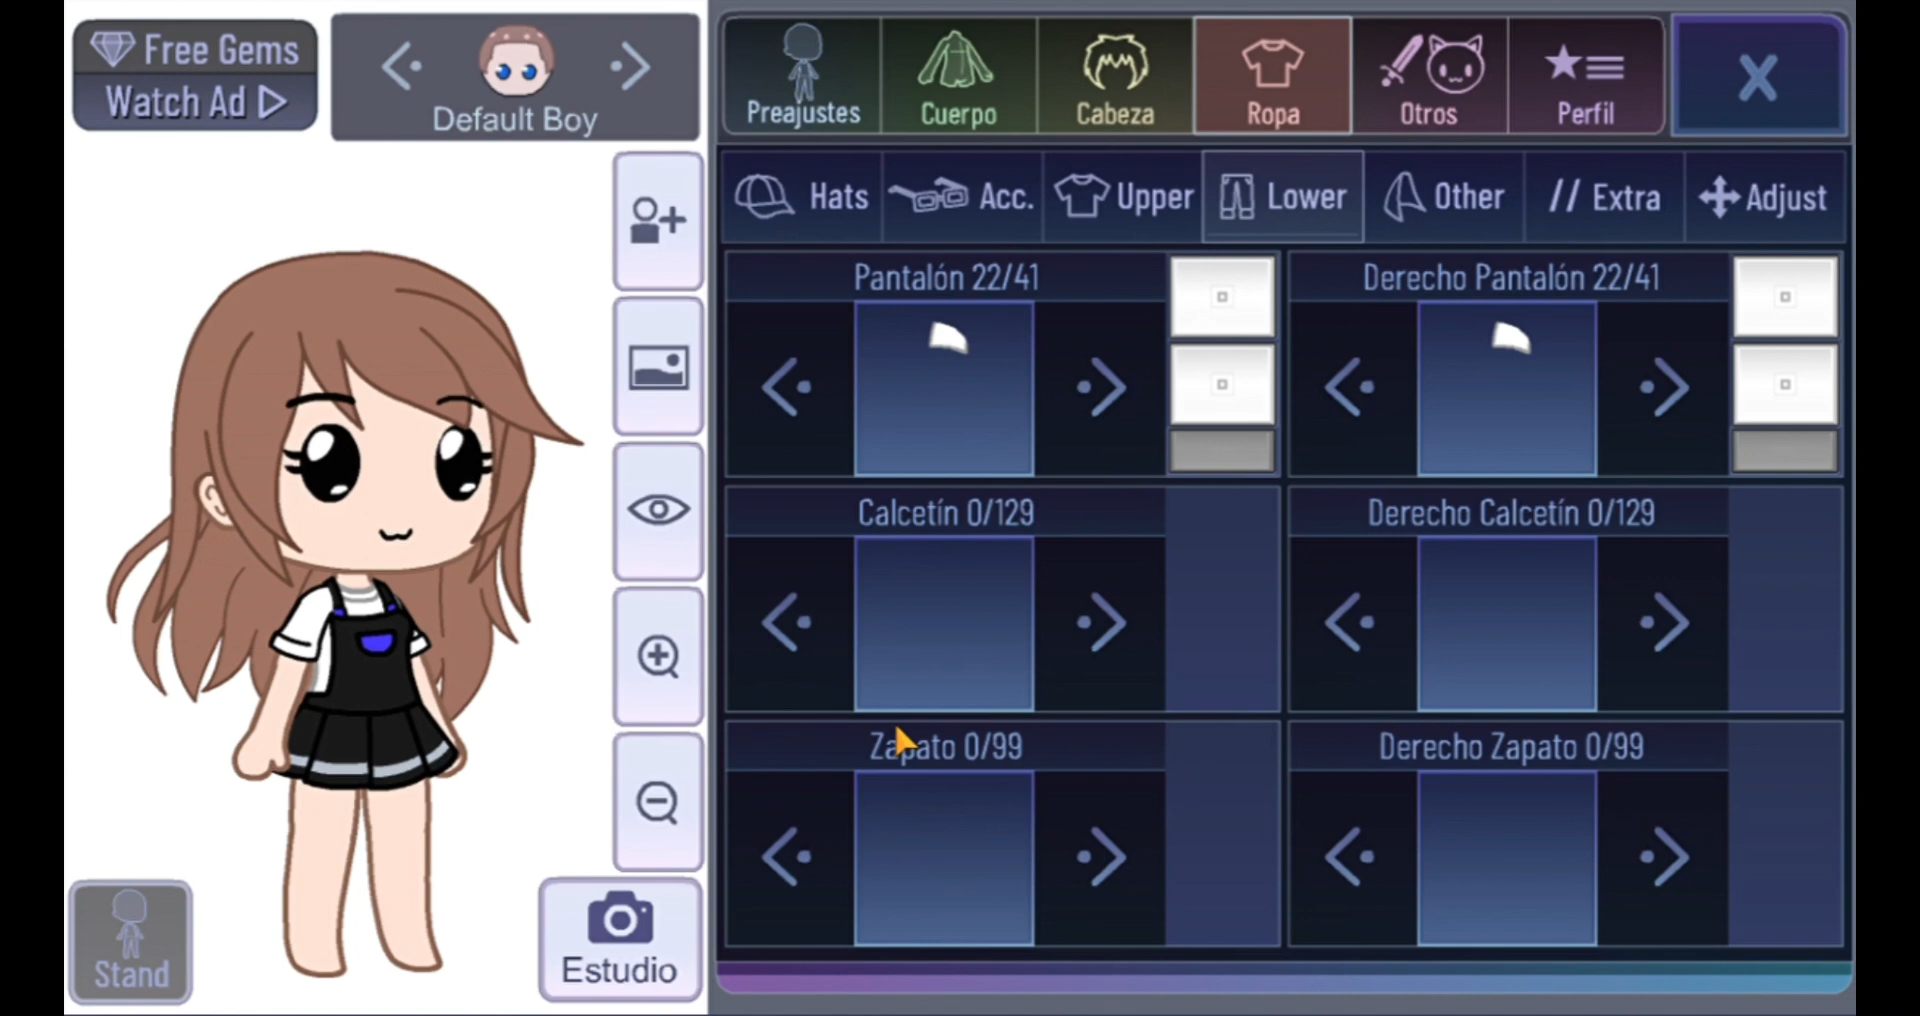 Free Gems
Watch Ad
Default Boy
Preajustes
Cuerpo
Cabeza
Ropa
Otros
Perfil
X
Hats
Acc.
Upper
Lower
Other
Extra
Adjust
Pantalón 22/41
Derecho Pantalón 22/41
Calcetín 0/129
Derecho Calcetín 0/129
Zapato 0/99
Derecho Zapato 0/99
Stand
Estudio